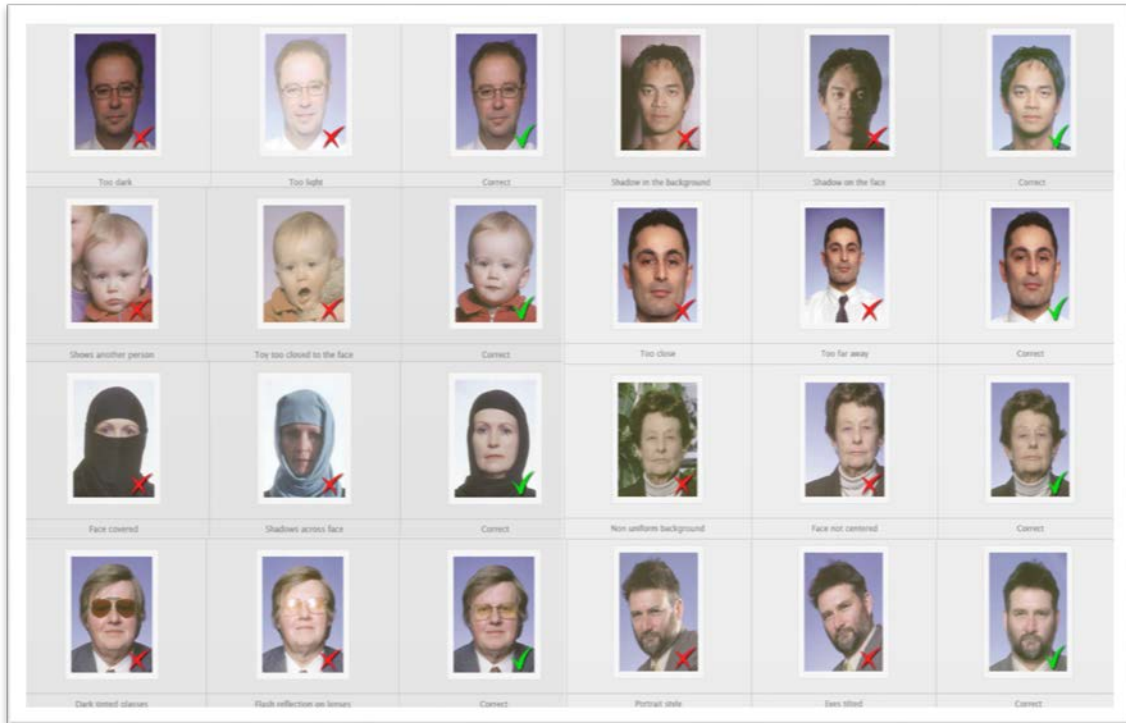 Too dark
Too light
Correct
Shadow in the background
Shadow on the face
Correct
Shows another person
Toy too closed to the face
Correct
Too close
Too far away
Correct
Face covered
Shadows across face
Correct
Non uniform background
Face not centered
Correct
Dark tinted glasses
Flash reflection on lenses
Correct
Portrait style
Eyes tilted
Correct